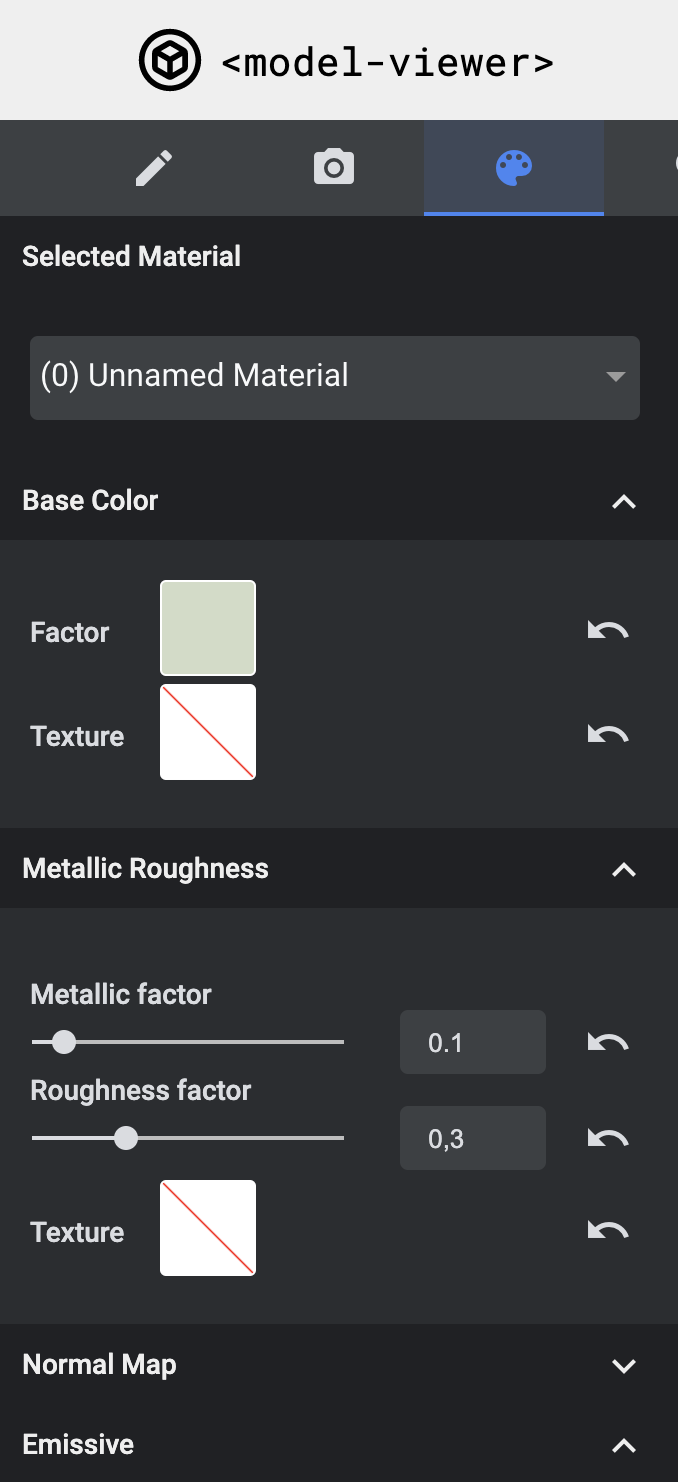 <model-viewer>
Selected Material
(0) Unnamed Material
Base Color
Factor
Texture
Metallic Roughness
Metallic factor
0.1
Roughness factor
0,3
Texture
Normal Map
Emissive